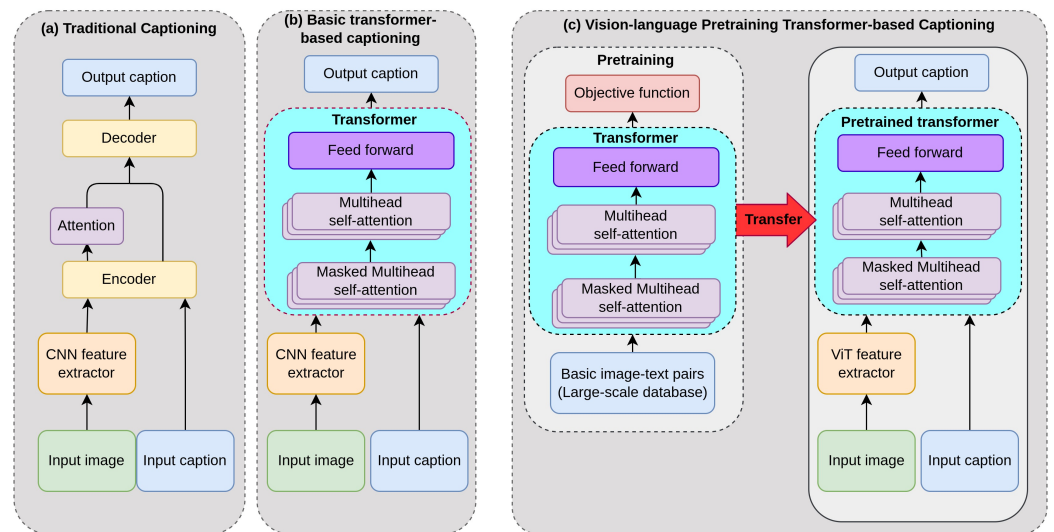 (a) Traditional Captioning
Output caption
Decoder
Attention
Encoder
CNN feature
extractor
Input image
Input caption
(b) Basic transformer-
based captioning
Output caption
Transformer
Feed forward
Multihead
self-attention
Masked Multihead
self-attention
CNN feature
extractor
Input image
Input caption
(c) Vision-language Pretraining Transformer-based Captioning
Pretraining
Objective function
Transformer
Feed forward
Multihead
self-attention
Masked Multihead
self-attention
Basic image-text pairs
(Large-scale database)
Transfer
Output caption
Pretrained transformer
Feed forward
Multihead
self-attention
Masked Multihead
self-attention
ViT feature
extractor
Input image
Input caption